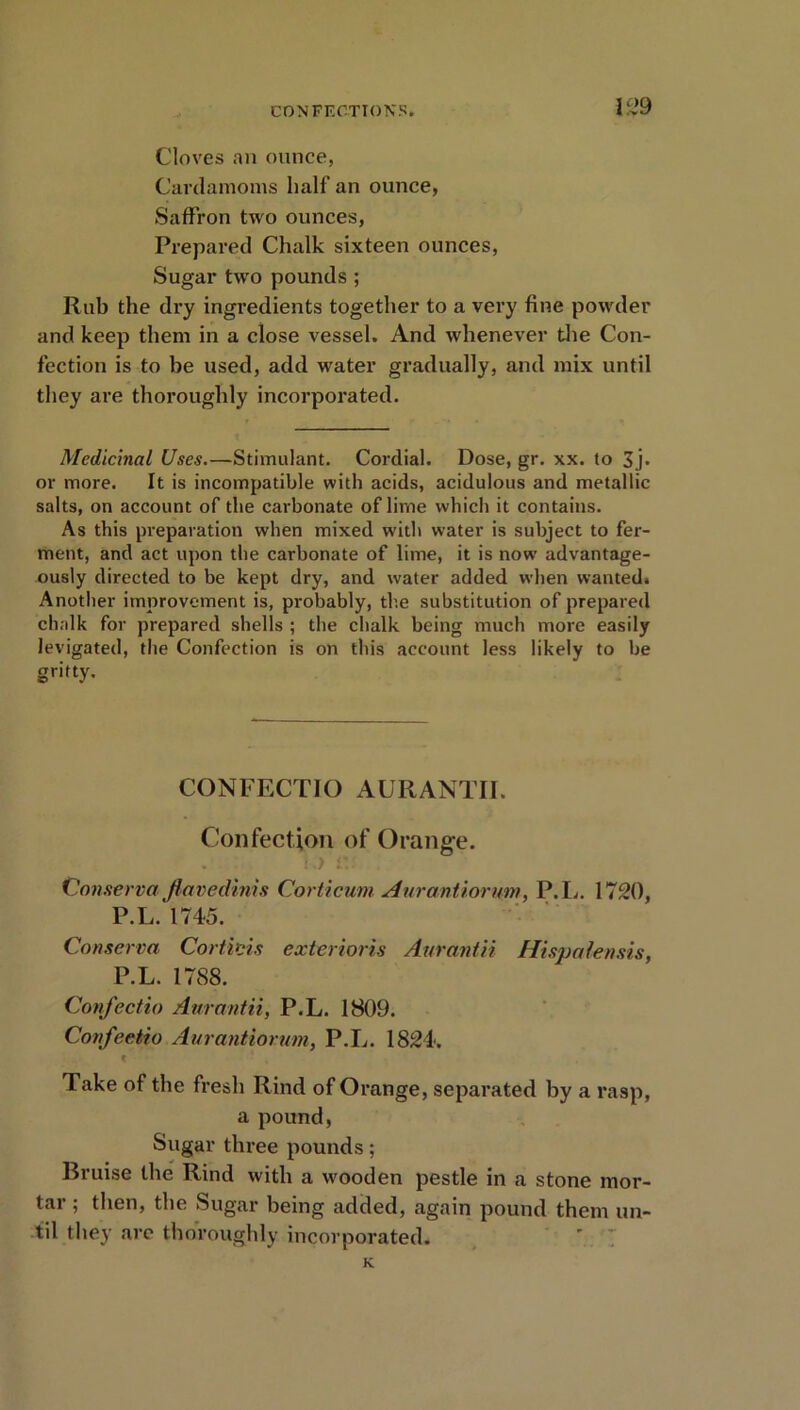 CONFECTIONS. 129
Cloves an ounce,
Cardamoms half an ounce,
Saffron two ounces,
Prepared Chalk sixteen ounces,
Sugar two pounds ;
Rub the dry ingredients together to a very fine powder
and keep them in a close vessel. And whenever the Con-
fection is to be used, add water gradually, and mix until
they are thoroughly incorporated.
Medicinal Uses.—Stimulant. Cordial. Dose, gr. xx. to ʒj.
or more. It is incompatible with acids, acidulous and metallic
salts, on account of the carbonate of lime which it contains.
As this preparation when mixed with water is subject to fer-
ment, and act upon the carbonate of lime, it is now advantage-
ously directed to be kept dry, and water added when wanted.
Another improvement is, probably, the substitution of prepared
chalk for prepared shells ; the chalk being much more easily
levigated, the Confection is on this account less likely to be
gritty.
CONFECTIO AURANTII.
Confection of Orange.
Conserva flavedinis Corticum Aurantiorum, P.L. 1720,
P.L. 1745.
Conserva Corticis exterioris Aurantii Hispalensis,
P.L. 1788.
Confectio Aurantii, P.L. 1809.
Confectio Aurantiorum, P.L. 1824.
Take of the fresh Rind of Orange, separated by a rasp,
a pound,
Sugar three pounds ;
Bruise the Rind with a wooden pestle in a stone mor-
tar ; then, the Sugar being added, again pound them un-
til they are thoroughly incorporated.
K